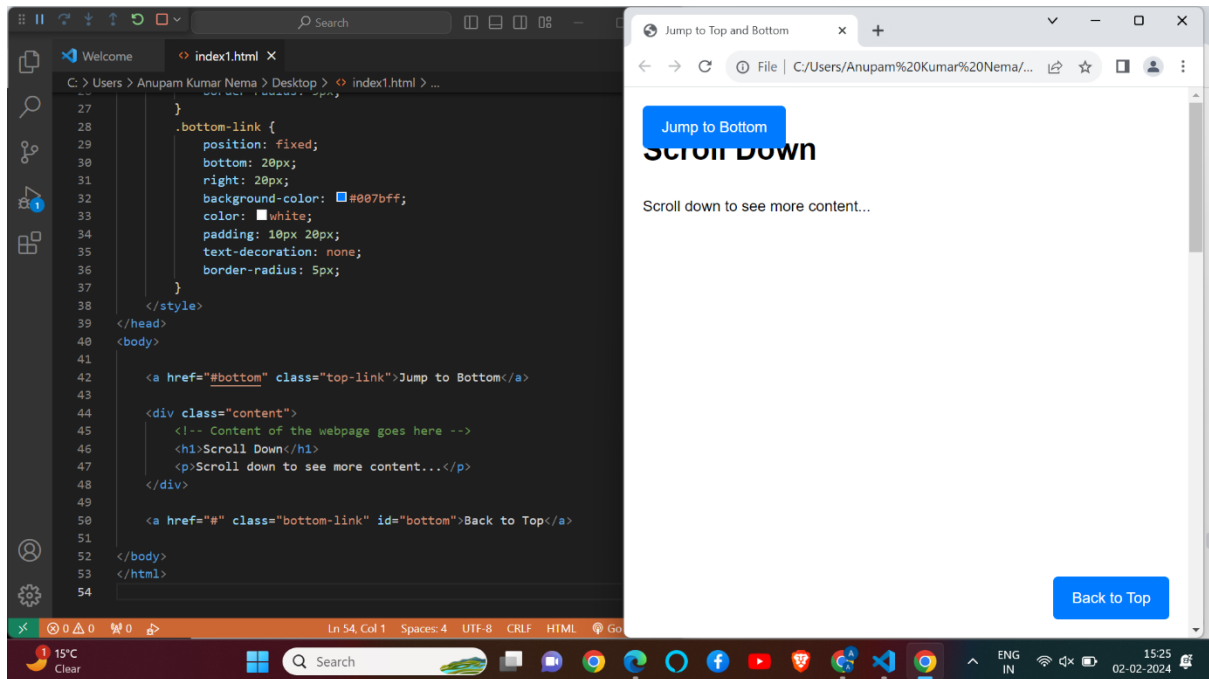 Search
Welcome
index1.html
C: > Users > Anupam Kumar Nema > Desktop > index1.html > ...
27 }
28 .bottom-link {
29 position: fixed;
30 bottom: 20px;
31 right: 20px;
32 background-color: #007bff;
33 color: white;
34 padding: 10px 20px;
35 text-decoration: none;
36 border-radius: 5px;
37 }
38 </style>
39 </head>
40 <body>
41
42 <a href="#bottom" class="top-link">Jump to Bottom</a>
43
44 <div class="content">
45 <!-- Content of the webpage goes here -->
46 <h1>Scroll Down</h1>
47 <p>Scroll down to see more content...</p>
48 </div>
49
50 <a href="#" class="bottom-link" id="bottom">Back to Top</a>
51
52 </body>
53 </html>
54
1
0 0 0 Ln 54, Col 1 Spaces: 4 UTF-8 CRLF HTML Go
Jump to Top and Bottom
File C:/Users/Anupam%20Kumar%20Nema/...
Jump to Bottom
Scroll Down
Scroll down to see more content...
Back to Top
1
15°C
Clear
Search
ENG
IN
15:25
02-02-2024